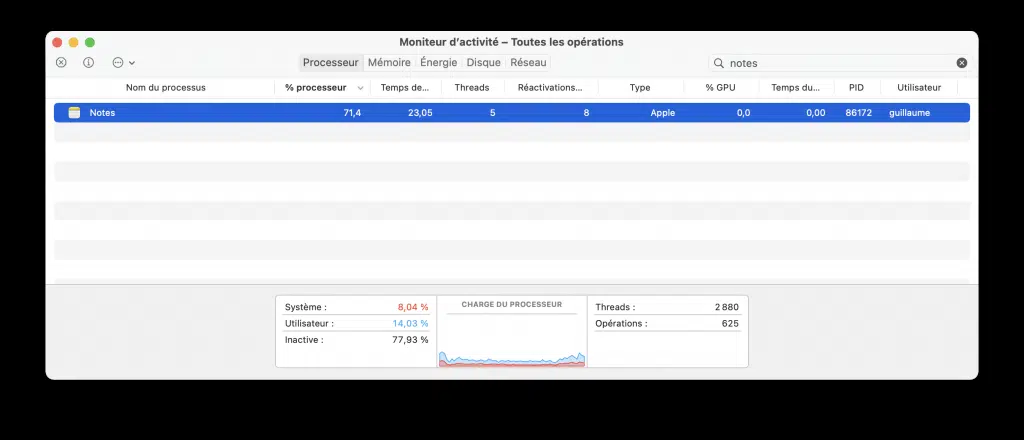 Moniteur d’activité – Toutes les opérations
Processeur Mémoire Énergie Disque Réseau notes
Nom du processus % processeur Temps de... Threads Réactivations... Type % GPU Temps du... PID Utilisateur
Notes 71,4 23,05 5 8 Apple 0,0 0,00 86172 guillaume
Système : 8,04 % CHARGE DU PROCESSEUR Threads : 2 880
Utilisateur : 14,03 % Opérations : 625
Inactive : 77,93 %